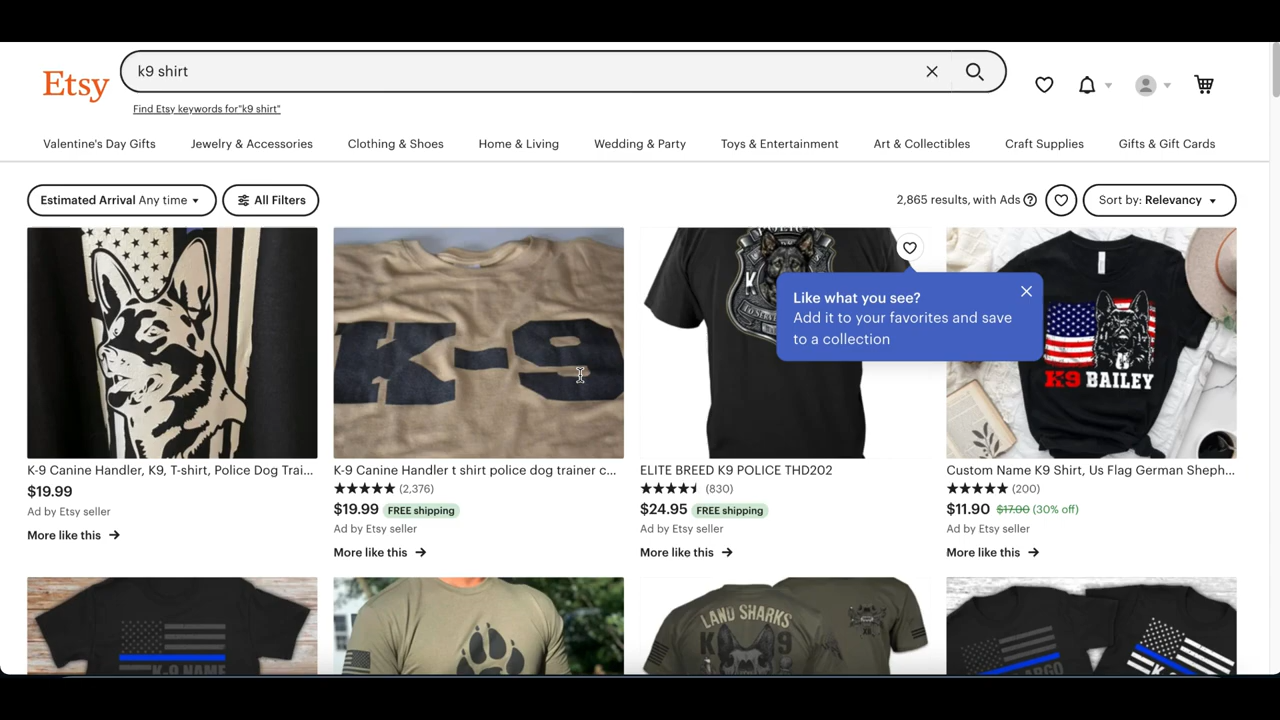 Etsy
k9 shirt
Find Etsy keywords for"k9 shirt"
Valentine's Day Gifts
Jewelry & Accessories
Clothing & Shoes
Home & Living
Wedding & Party
Toys & Entertainment
Art & Collectibles
Craft Supplies
Gifts & Gift Cards
Estimated Arrival Any time
All Filters
2,865 results, with Ads
Sort by: Relevancy
K-9
K
Like what you see?
Add it to your favorites and save
to a collection
K9 BAILEY
K-9 Canine Handler, K9, T-shirt, Police Dog Trai...
$19.99
Ad by Etsy seller
More like this
K-9 Canine Handler t shirt police dog trainer c...
(2,376)
$19.99 FREE shipping
Ad by Etsy seller
More like this
ELITE BREED K9 POLICE THD202
(830)
$24.95 FREE shipping
Ad by Etsy seller
More like this
Custom Name K9 Shirt, Us Flag German Sheph...
(200)
$11.90 $17.00 (30% off)
Ad by Etsy seller
More like this
K-9 NAME
LAND SHARKS
K 9